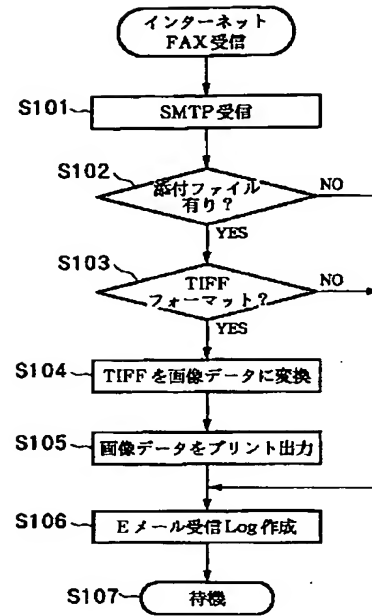 インターネット
FAX受信
S101
SMTP受信
S102
添付ファイル
有り？
NO
YES
S103
TIFF
フォーマット？
NO
YES
S104
TIFFを画像データに変換
S105
画像データをプリント出力
S106
Eメール受信Log作成
S107
待機